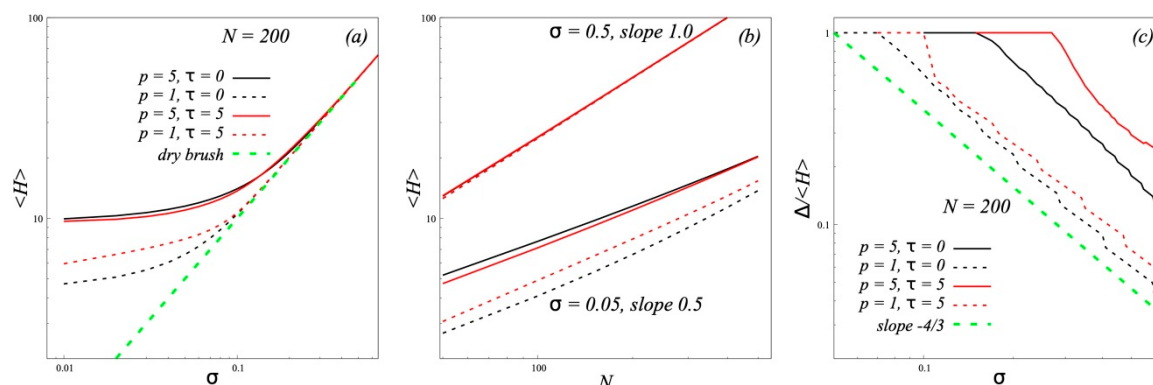 100
N = 200
(a)
p = 5, τ = 0
p = 1, τ = 0
p = 5, τ = 5
p = 1, τ = 5
dry brush
<H>
10
0.01
0.1
σ
100
σ = 0.5, slope 1.0
(b)
<H>
10
σ = 0.05, slope 0.5
100
N
1
(c)
Δ/<H>
0.1
N = 200
p = 5, τ = 0
p = 1, τ = 0
p = 5, τ = 5
p = 1, τ = 5
slope -4/3
0.1
σ